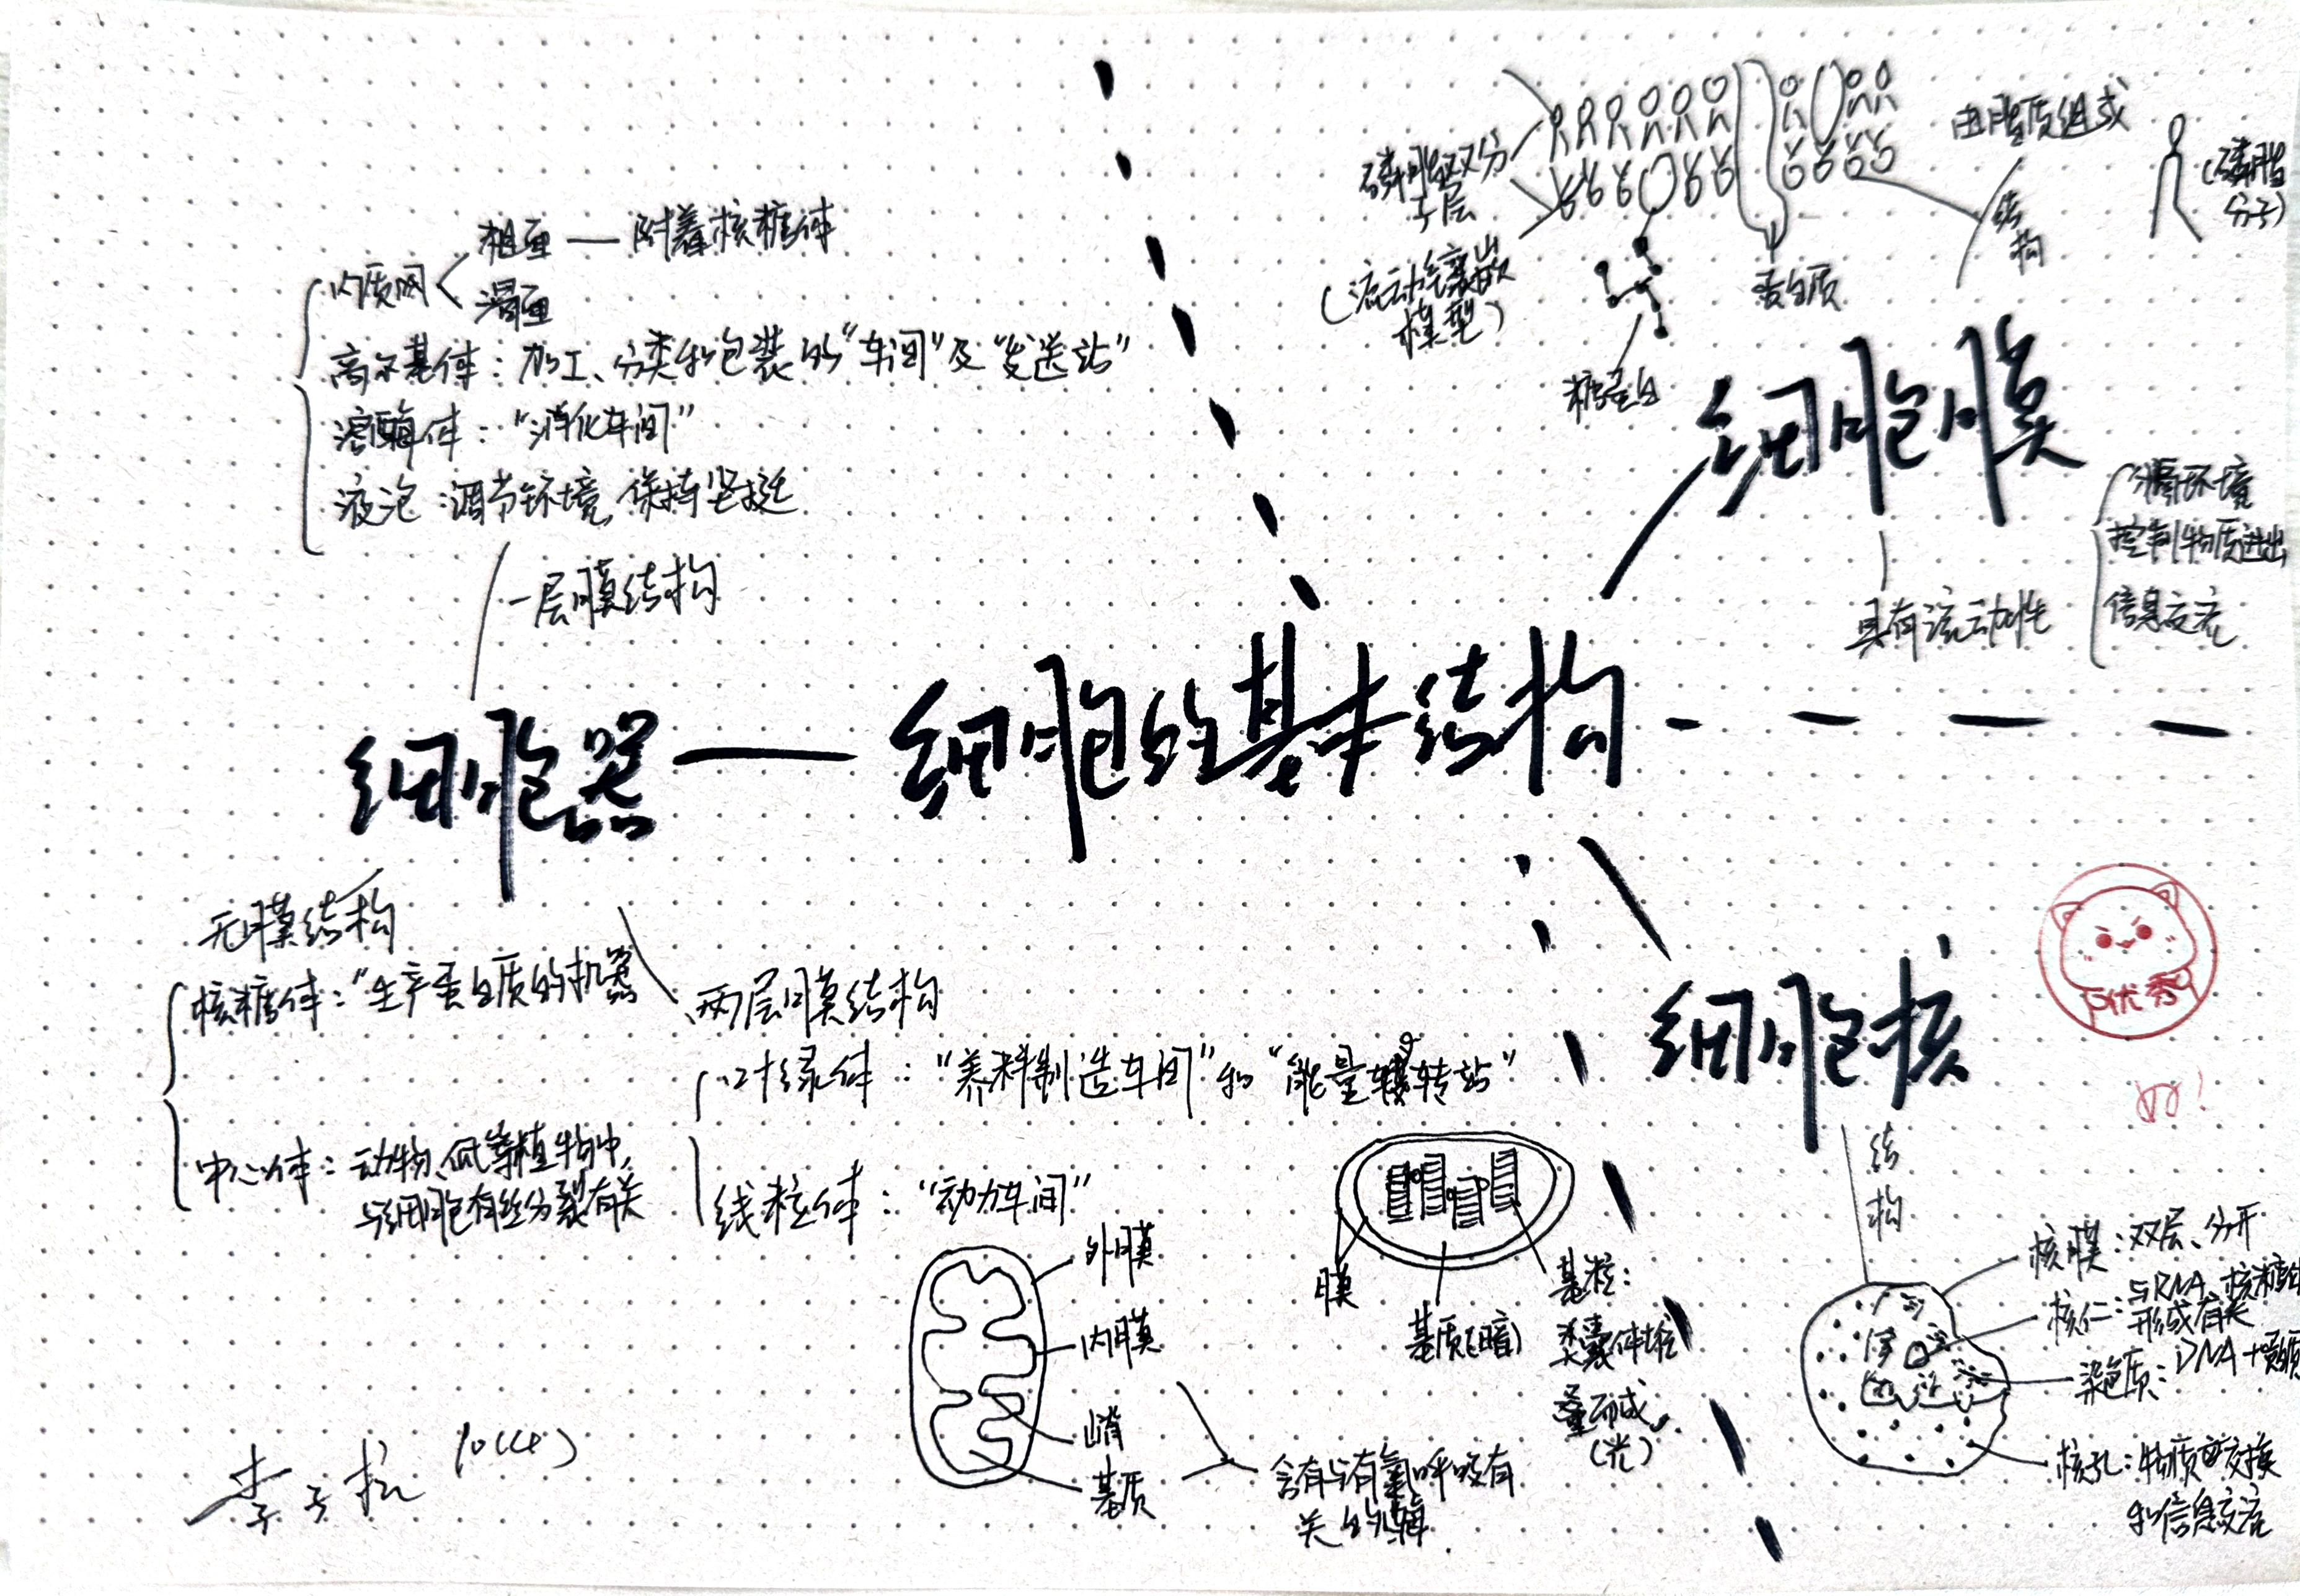 细胞的基本结构
细胞膜
由脂质组成
(磷脂
分子)
结构
磷脂双分
子层
(流动镶嵌
模型)
糖蛋白
蛋白质
具有流动性
分隔环境
控制物质进出
信息交流
细胞器
一层膜结构
内质网
粗面 — 附着核糖体
滑面
高尔基体：加工、分类和包装的“车间”及“发送站”
溶酶体：“消化车间”
液泡：调节环境,保持坚挺
无膜结构
核糖体：“生产蛋白质的机器
中心体：动物、低等植物中,
与细胞有丝分裂有关
两层膜结构
叶绿体：“养料制造车间”和“能量转转站”
膜
基质(暗)
基粒：
类囊体堆
叠而成
(光)
线粒体：“动力车间”
外膜
内膜
嵴
基质
含有与有氧呼吸有
关的酶.
细胞核
结构
核膜：双层、分开
核仁：与RNA、核糖体
形成有关
染色质：DNA+蛋白质
核孔：物质交换
和信息交流
优秀
好!